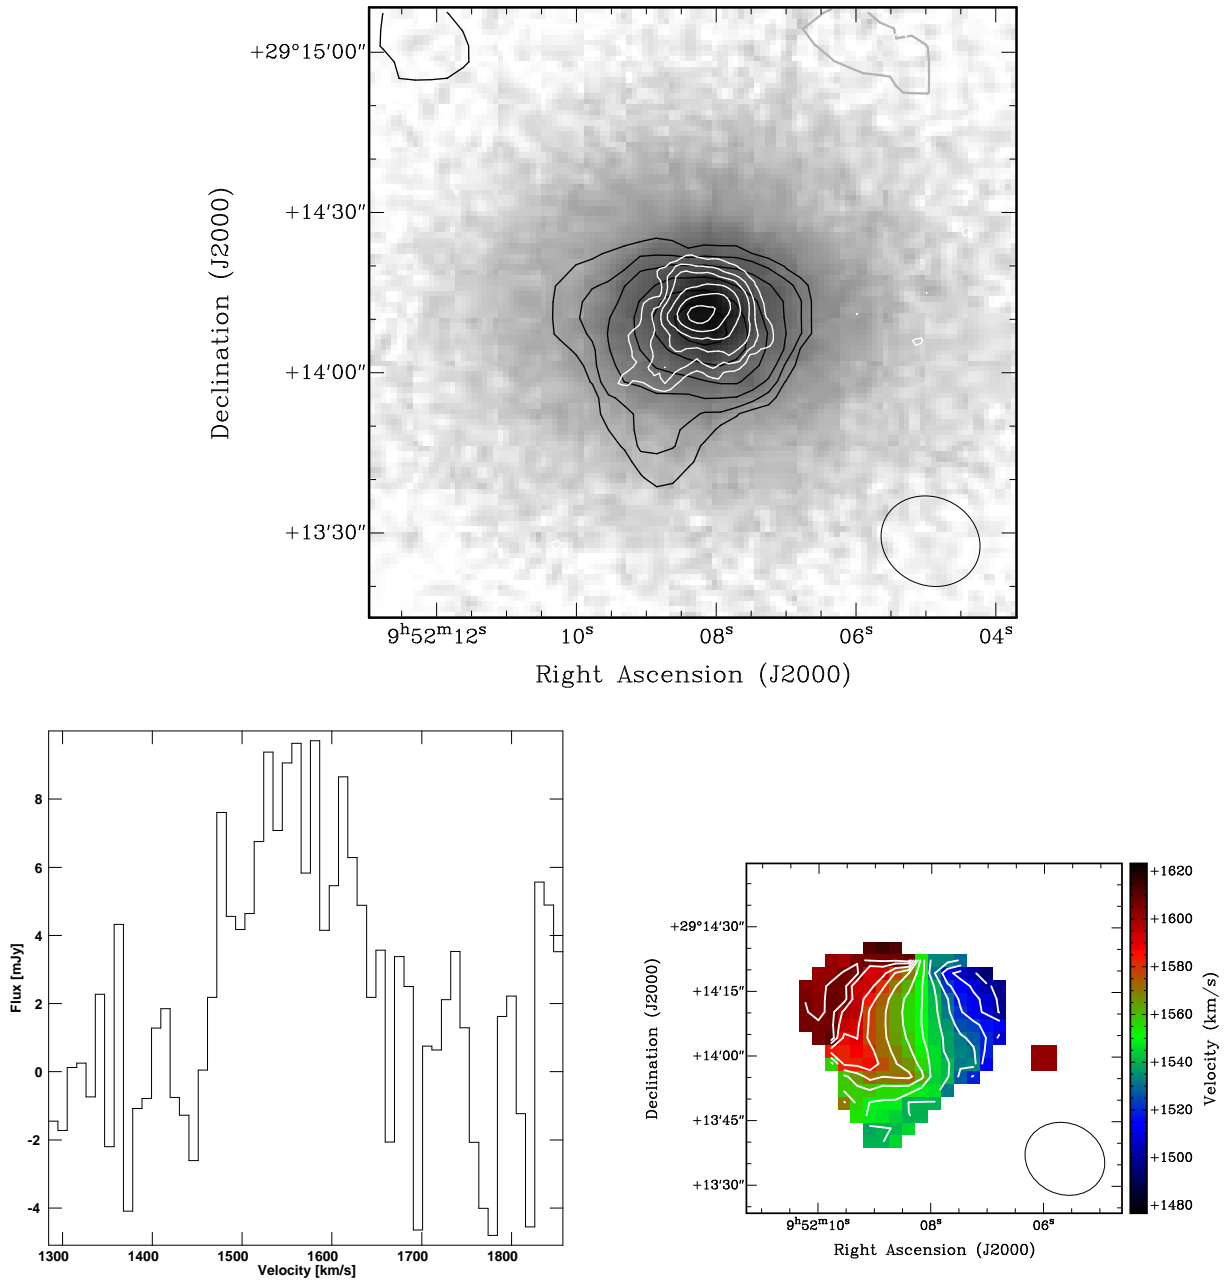 +29°15′00″
+14′30″
+14′00″
+13′30″
Declination (J2000)
9ʰ52ᵐ12ˢ 10ˢ 08ˢ 06ˢ 04ˢ
Right Ascension (J2000)
8
6
4
2
0
-2
-4
Flux [mJy]
1300 1400 1500 1600 1700 1800
Velocity [km/s]
+29°14′30″
+14′15″
+14′00″
+13′45″
+13′30″
Declination (J2000)
9ʰ52ᵐ10ˢ 08ˢ 06ˢ
Right Ascension (J2000)
+1620
+1600
+1580
+1560
+1540
+1520
+1500
+1480
Velocity (km/s)